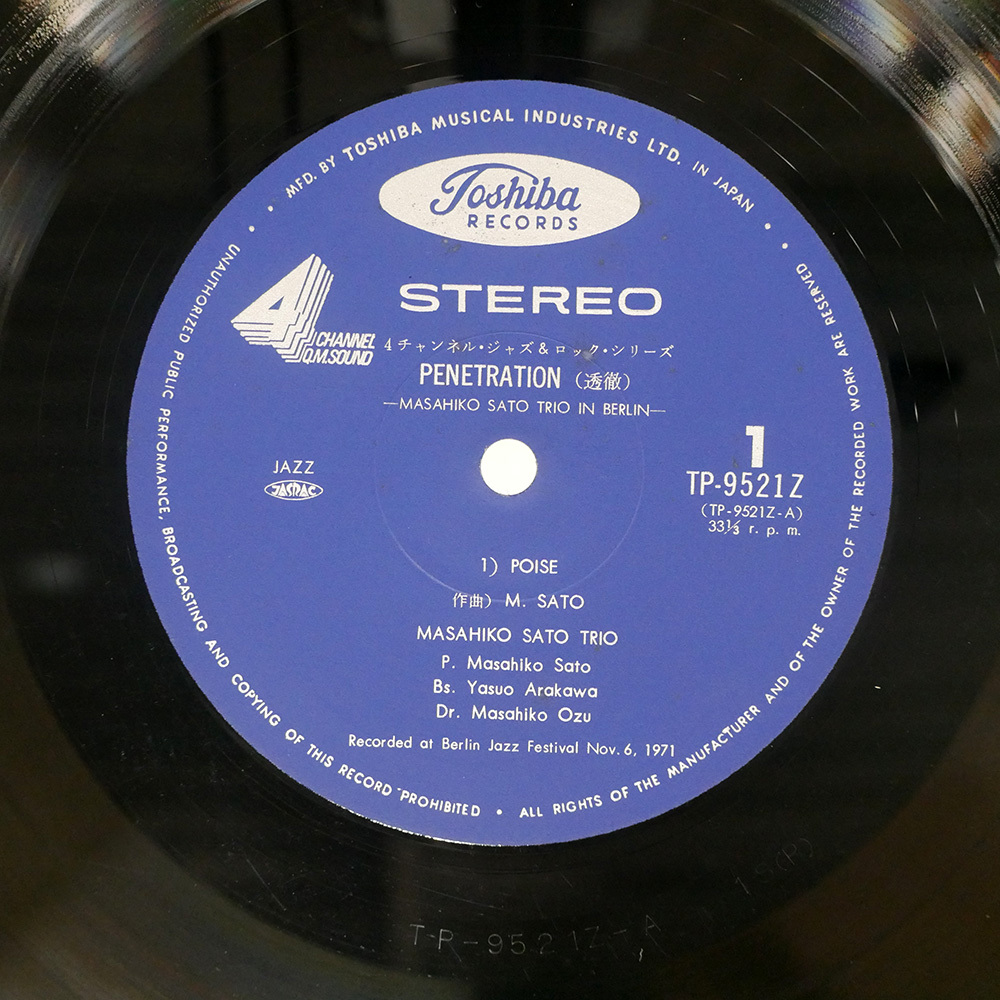 MFD. BY TOSHIBA MUSICAL INDUSTRIES LTD. IN JAPAN
Toshiba
RECORDS
STEREO
4
CHANNEL
Q.M.SOUND
4チャンネル・ジャズ&ロック・シリーズ
PENETRATION (透徹)
—MASAHIKO SATO TRIO IN BERLIN—
1
JAZZ
JASRAC
TP-9521Z
(TP-9521Z-A)
33⅓ r. p. m.
1) POISE
作曲) M. SATO
MASAHIKO SATO TRIO
P. Masahiko Sato
Bs. Yasuo Arakawa
Dr. Masahiko Ozu
Recorded at Berlin Jazz Festival Nov. 6, 1971
UNAUTHORIZED PUBLIC PERFORMANCE, BROADCASTING AND COPYING OF THIS RECORD PROHIBITED • ALL RIGHTS OF THE MANUFACTURER AND OF THE OWNER OF THE RECORDED WORK ARE RESERVED
TP-9521Z-A